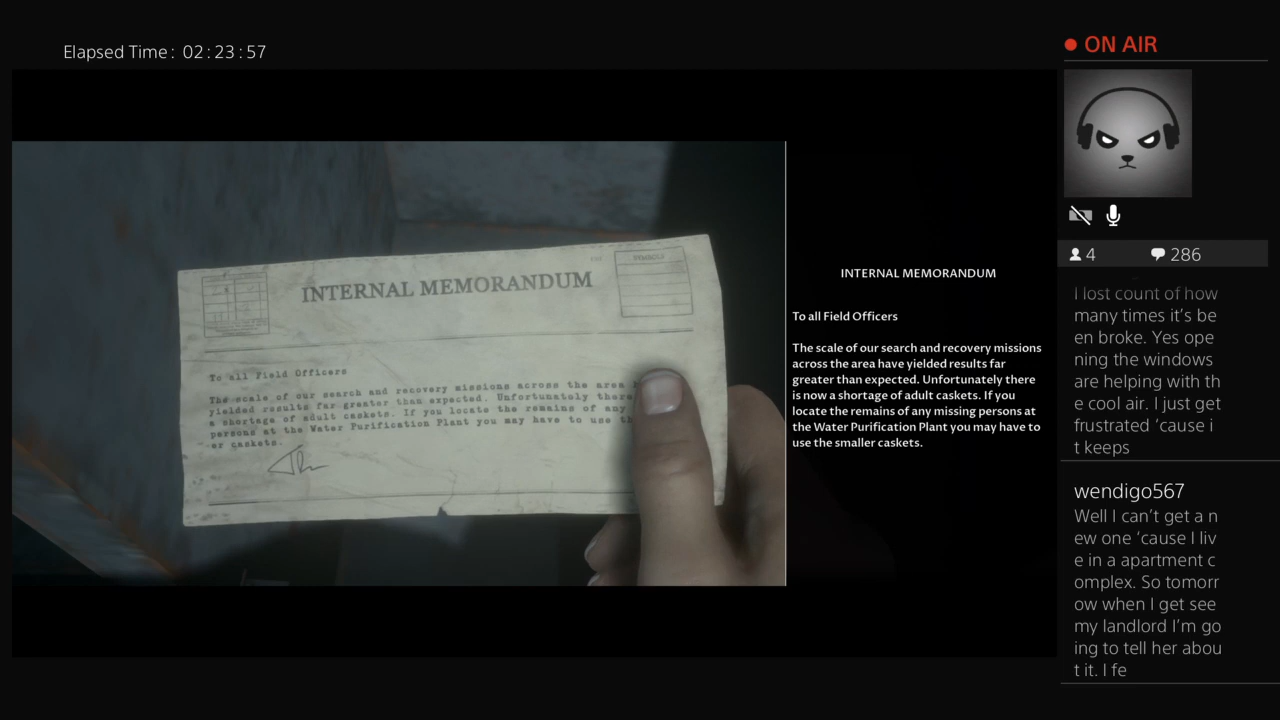 Elapsed Time: 02:23:57
ON AIR
4
286
INTERNAL MEMORANDUM
To all Field Officers
The scale of our search and recovery missions across the area
yielded results far greater than expected. Unfortunately there
a shortage of adult caskets. If you locate the remains of any
persons at the Water Purification Plant you may have to use
er caskets.
INTERNAL MEMORANDUM
To all Field Officers
The scale of our search and recovery missions
across the area have yielded results far
greater than expected. Unfortunately there
is now a shortage of adult caskets. If you
locate the remains of any missing persons at
the Water Purification Plant you may have to
use the smaller caskets.
I lost count of how
many times it's be
en broke. Yes ope
ning the windows
are helping with th
e cool air. I just get
frustrated 'cause i
t keeps
wendigo567
Well I can't get a n
ew one 'cause I liv
e in a apartment c
omplex. So tomorr
ow when I get see
my landlord I'm go
ing to tell her abou
t it. I fe